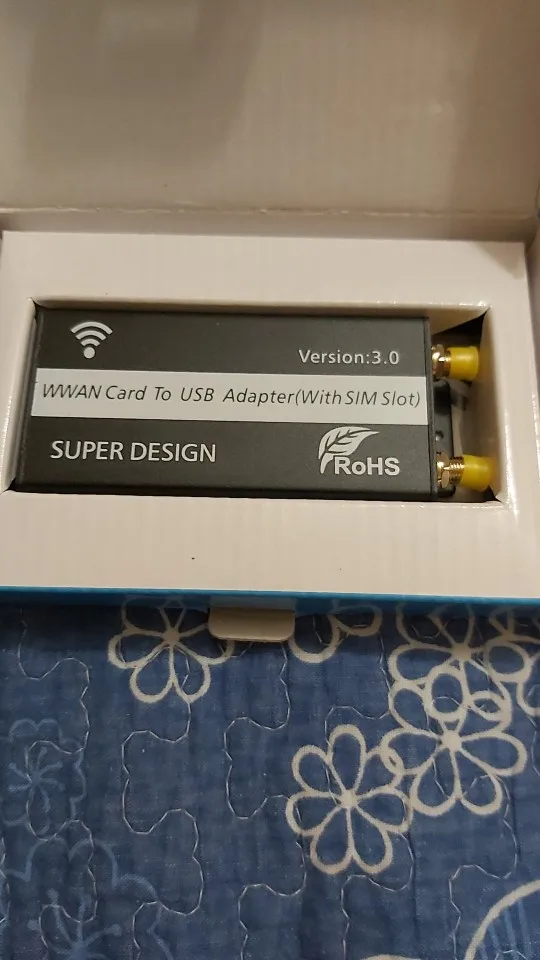 Version:3.0
WWAN Card To USB Adapter(With SIM Slot)
SUPER DESIGN
RoHS